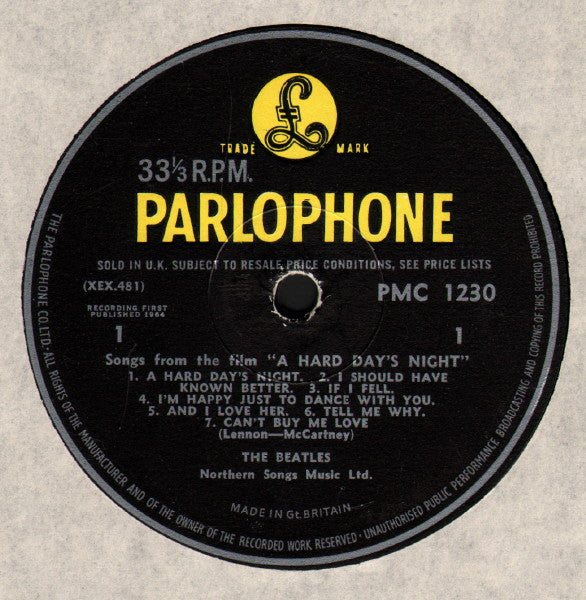 £
TRADE MARK
33⅓ R.P.M.
PARLOPHONE
SOLD IN U.K. SUBJECT TO RESALE PRICE CONDITIONS, SEE PRICE LISTS
(XEX.481)
PMC 1230
RECORDING FIRST
PUBLISHED 1964
1
1
Songs from the film "A HARD DAY'S NIGHT"
1. A HARD DAY'S NIGHT. 2. I SHOULD HAVE
KNOWN BETTER. 3. IF I FELL.
4. I'M HAPPY JUST TO DANCE WITH YOU.
5. AND I LOVE HER. 6. TELL ME WHY.
7. CAN'T BUY ME LOVE
(Lennon—McCartney)
THE BEATLES
Northern Songs Music Ltd.
MADE IN GT. BRITAIN
THE PARLOPHONE CO. LTD. · ALL RIGHTS OF THE MANUFACTURER AND OF THE OWNER OF THE RECORDED WORK RESERVED · UNAUTHORISED PUBLIC PERFORMANCE BROADCASTING AND COPYING OF THIS RECORD PROHIBITED